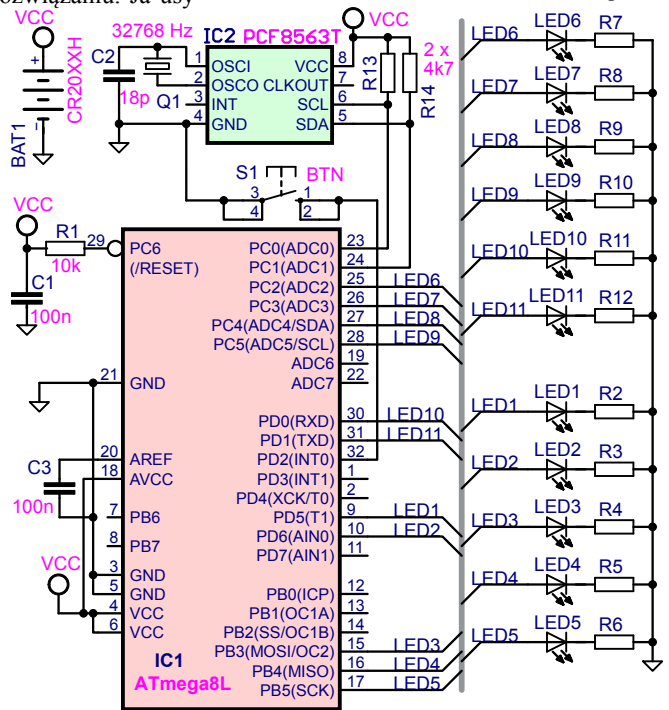 ozwiązaniu. Ja uży
VCC
+
-
BAT1
CR20XXH
32768 Hz
C2
18p
Q1
IC2 PCF8563T
1 OSCI VCC 8
2 OSCO CLKOUT 7
3 INT SCL 6
4 GND SDA 5
VCC
R13
R14
2 x
4k7
S1
BTN
3 1
4 2
VCC
R1
10k
C1
100n
29 PC6
(/RESET)
21 GND
C3
100n
20 AREF
18 AVCC
7 PB6
8 PB7
VCC
3 GND
5 GND
4 VCC
6 VCC
IC1
ATmega8L
PC0(ADC0) 23
PC1(ADC1) 24
PC2(ADC2) 25 LED6
PC3(ADC3) 26 LED7
PC4(ADC4/SDA) 27 LED8
PC5(ADC5/SCL) 28 LED9
ADC6 19
ADC7 22
PD0(RXD) 30 LED10
PD1(TXD) 31 LED11
PD2(INT0) 32
PD3(INT1) 1
PD4(XCK/T0) 2
PD5(T1) 9 LED1
PD6(AIN0) 10 LED2
PD7(AIN1) 11
PB0(ICP) 12
PB1(OC1A) 13
PB2(SS/OC1B) 14
PB3(MOSI/OC2) 15 LED3
PB4(MISO) 16 LED4
PB5(SCK) 17 LED5
LED6 LED6 R7
LED7 LED7 R8
LED8 LED8 R9
LED9 LED9 R10
LED10 LED10 R11
LED11 LED11 R12
LED1 LED1 R2
LED2 LED2 R3
LED3 LED3 R4
LED4 LED4 R5
LED5 LED5 R6